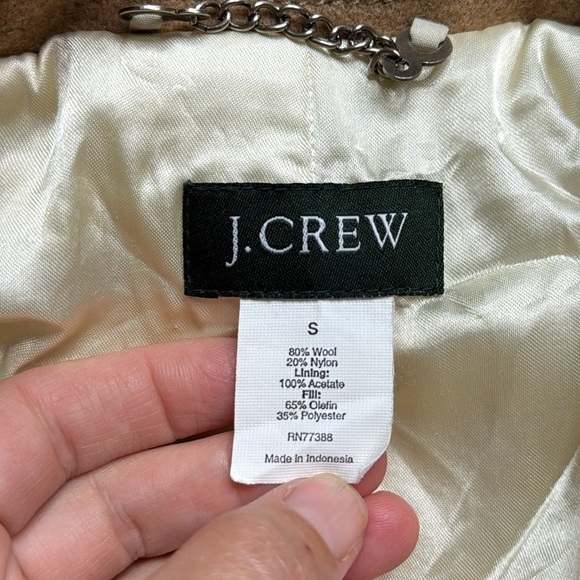 J.CREW
S
80% Wool
20% Nylon
Lining:
100% Acetate
Fill:
65% Olefin
35% Polyester
RN77388
Made in Indonesia